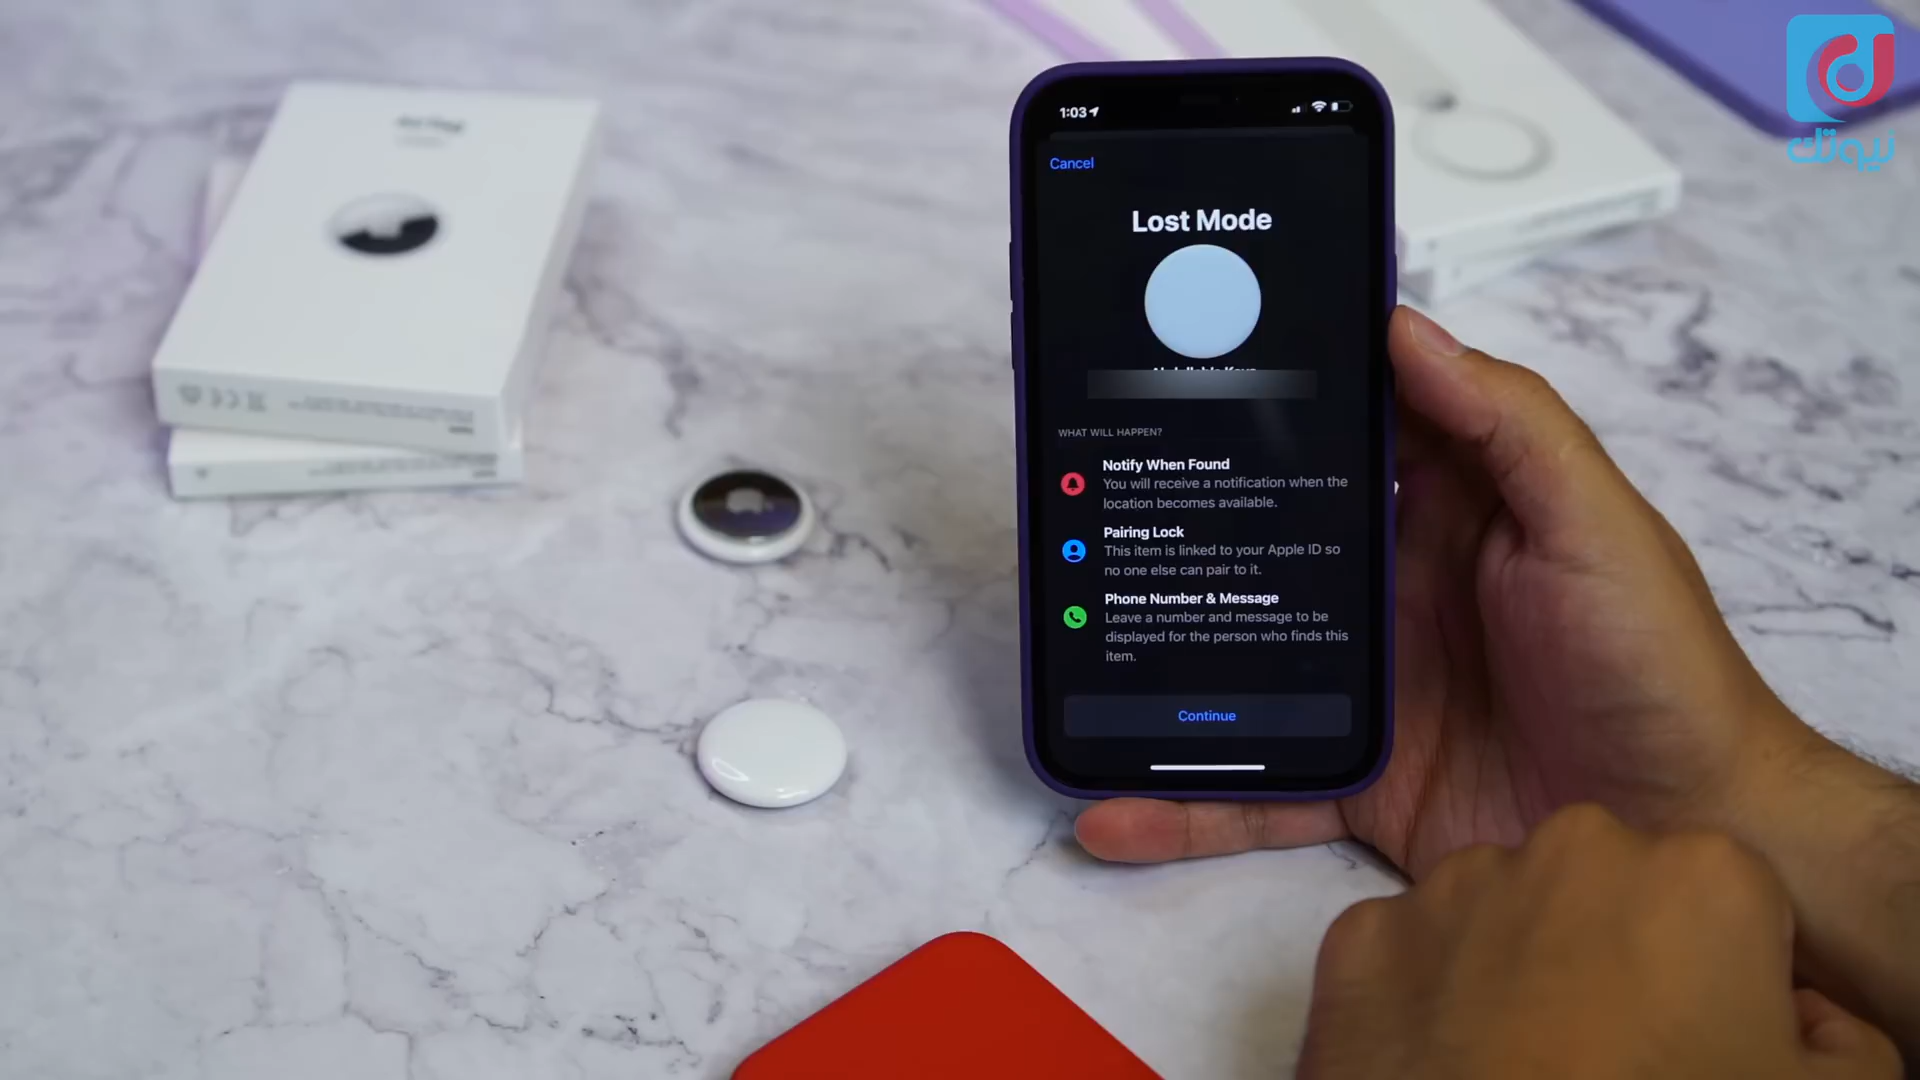 نيوتك
1:03
Cancel
Lost Mode
WHAT WILL HAPPEN?
Notify When Found
You will receive a notification when the
location becomes available.
Pairing Lock
This item is linked to your Apple ID so
no one else can pair to it.
Phone Number & Message
Leave a number and message to be
displayed for the person who finds this
item.
Continue